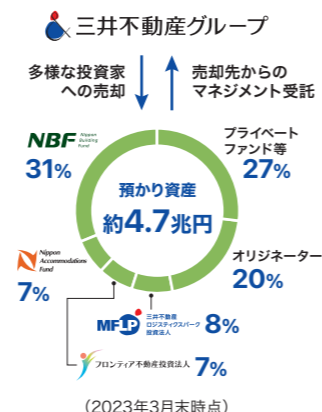 三井不動産グループ
多様な投資家
への売却
売却先からの
マネジメント受託
NBF Nippon
Building
Fund
31%
プライベート
ファンド等
27%
預かり資産
約4.7兆円
Nippon
Accommodations
Fund
7%
オリジネーター
20%
MFLP 三井不動産
ロジスティクスパーク
投資法人
8%
フロンティア不動産投資法人 7%
(2023年3月末時点)